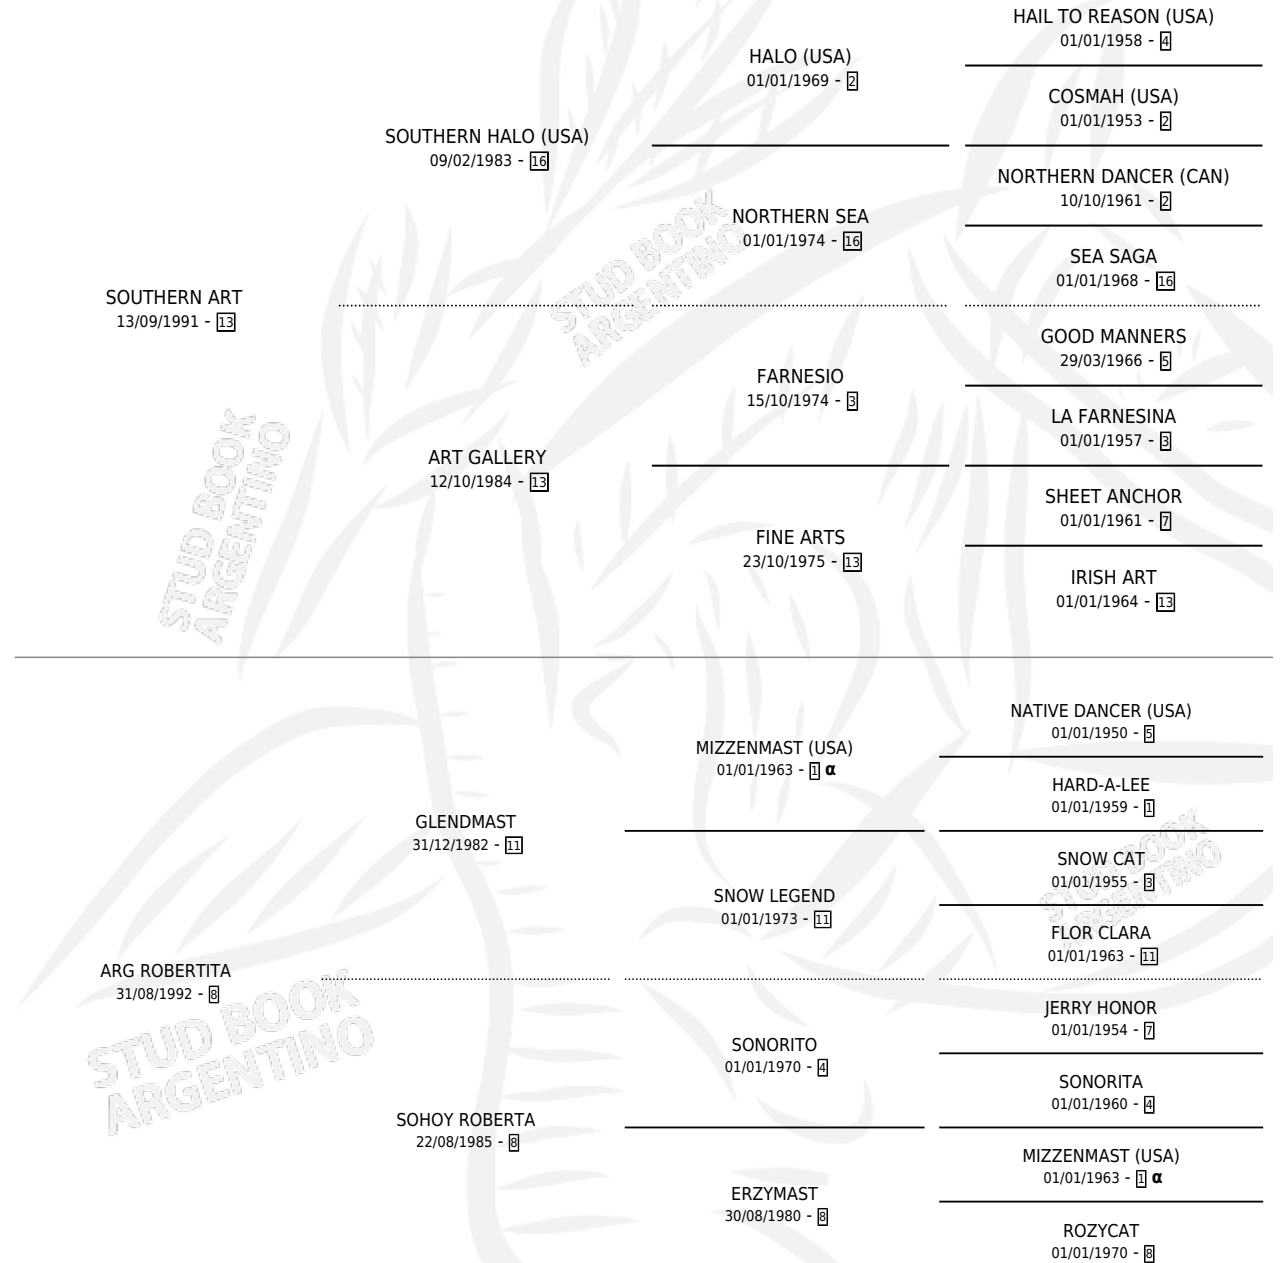 HAIL TO REASON (USA)
01/01/1958 - 4
HALO (USA)
01/01/1969 - 2
COSMAH (USA)
01/01/1953 - 2
SOUTHERN HALO (USA)
09/02/1983 - 16
NORTHERN DANCER (CAN)
10/10/1961 - 2
NORTHERN SEA
01/01/1974 - 16
SEA SAGA
01/01/1968 - 16
SOUTHERN ART
13/09/1991 - 13
GOOD MANNERS
29/03/1966 - 5
FARNESIO
15/10/1974 - 3
LA FARNESINA
01/01/1957 - 3
ART GALLERY
12/10/1984 - 13
SHEET ANCHOR
01/01/1961 - 7
FINE ARTS
23/10/1975 - 13
IRISH ART
01/01/1964 - 13
STUD BOOK
ARGENTINO
STUD BOOK
ARGENTINO
NATIVE DANCER (USA)
01/01/1950 - 5
MIZZENMAST (USA)
01/01/1963 - 1 α
HARD-A-LEE
01/01/1959 - 1
GLENDMAST
31/12/1982 - 11
SNOW CAT
01/01/1955 - 3
SNOW LEGEND
01/01/1973 - 11
FLOR CLARA
01/01/1963 - 11
STUD BOOK
ARGENTINO
ARG ROBERTITA
31/08/1992 - 8
JERRY HONOR
01/01/1954 - 7
SONORITO
01/01/1970 - 4
SONORITA
01/01/1960 - 4
SOHOY ROBERTA
22/08/1985 - 8
MIZZENMAST (USA)
01/01/1963 - 1 α
ERZYMAST
30/08/1980 - 8
ROZYCAT
01/01/1970 - 8
STUD BOOK
ARGENTINO